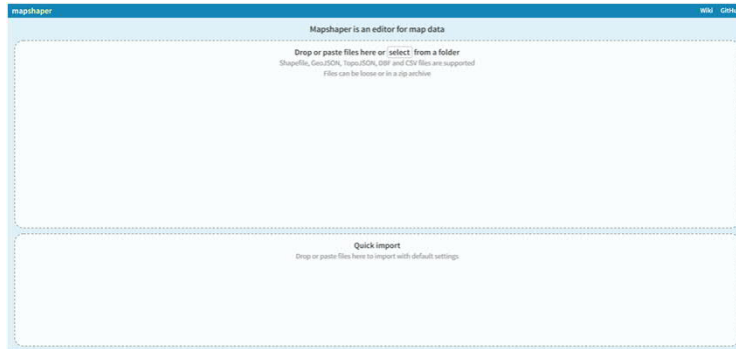 mapshaper
Wiki
Mapshaper is an editor for map data
Drop or paste files here or select from a folder
Shapefile, GeoJSON, TopoJSON, DBF and CSV files are supported
Files can be loose or in a zip archive
Quick import
Drop or paste files here to import with default settings